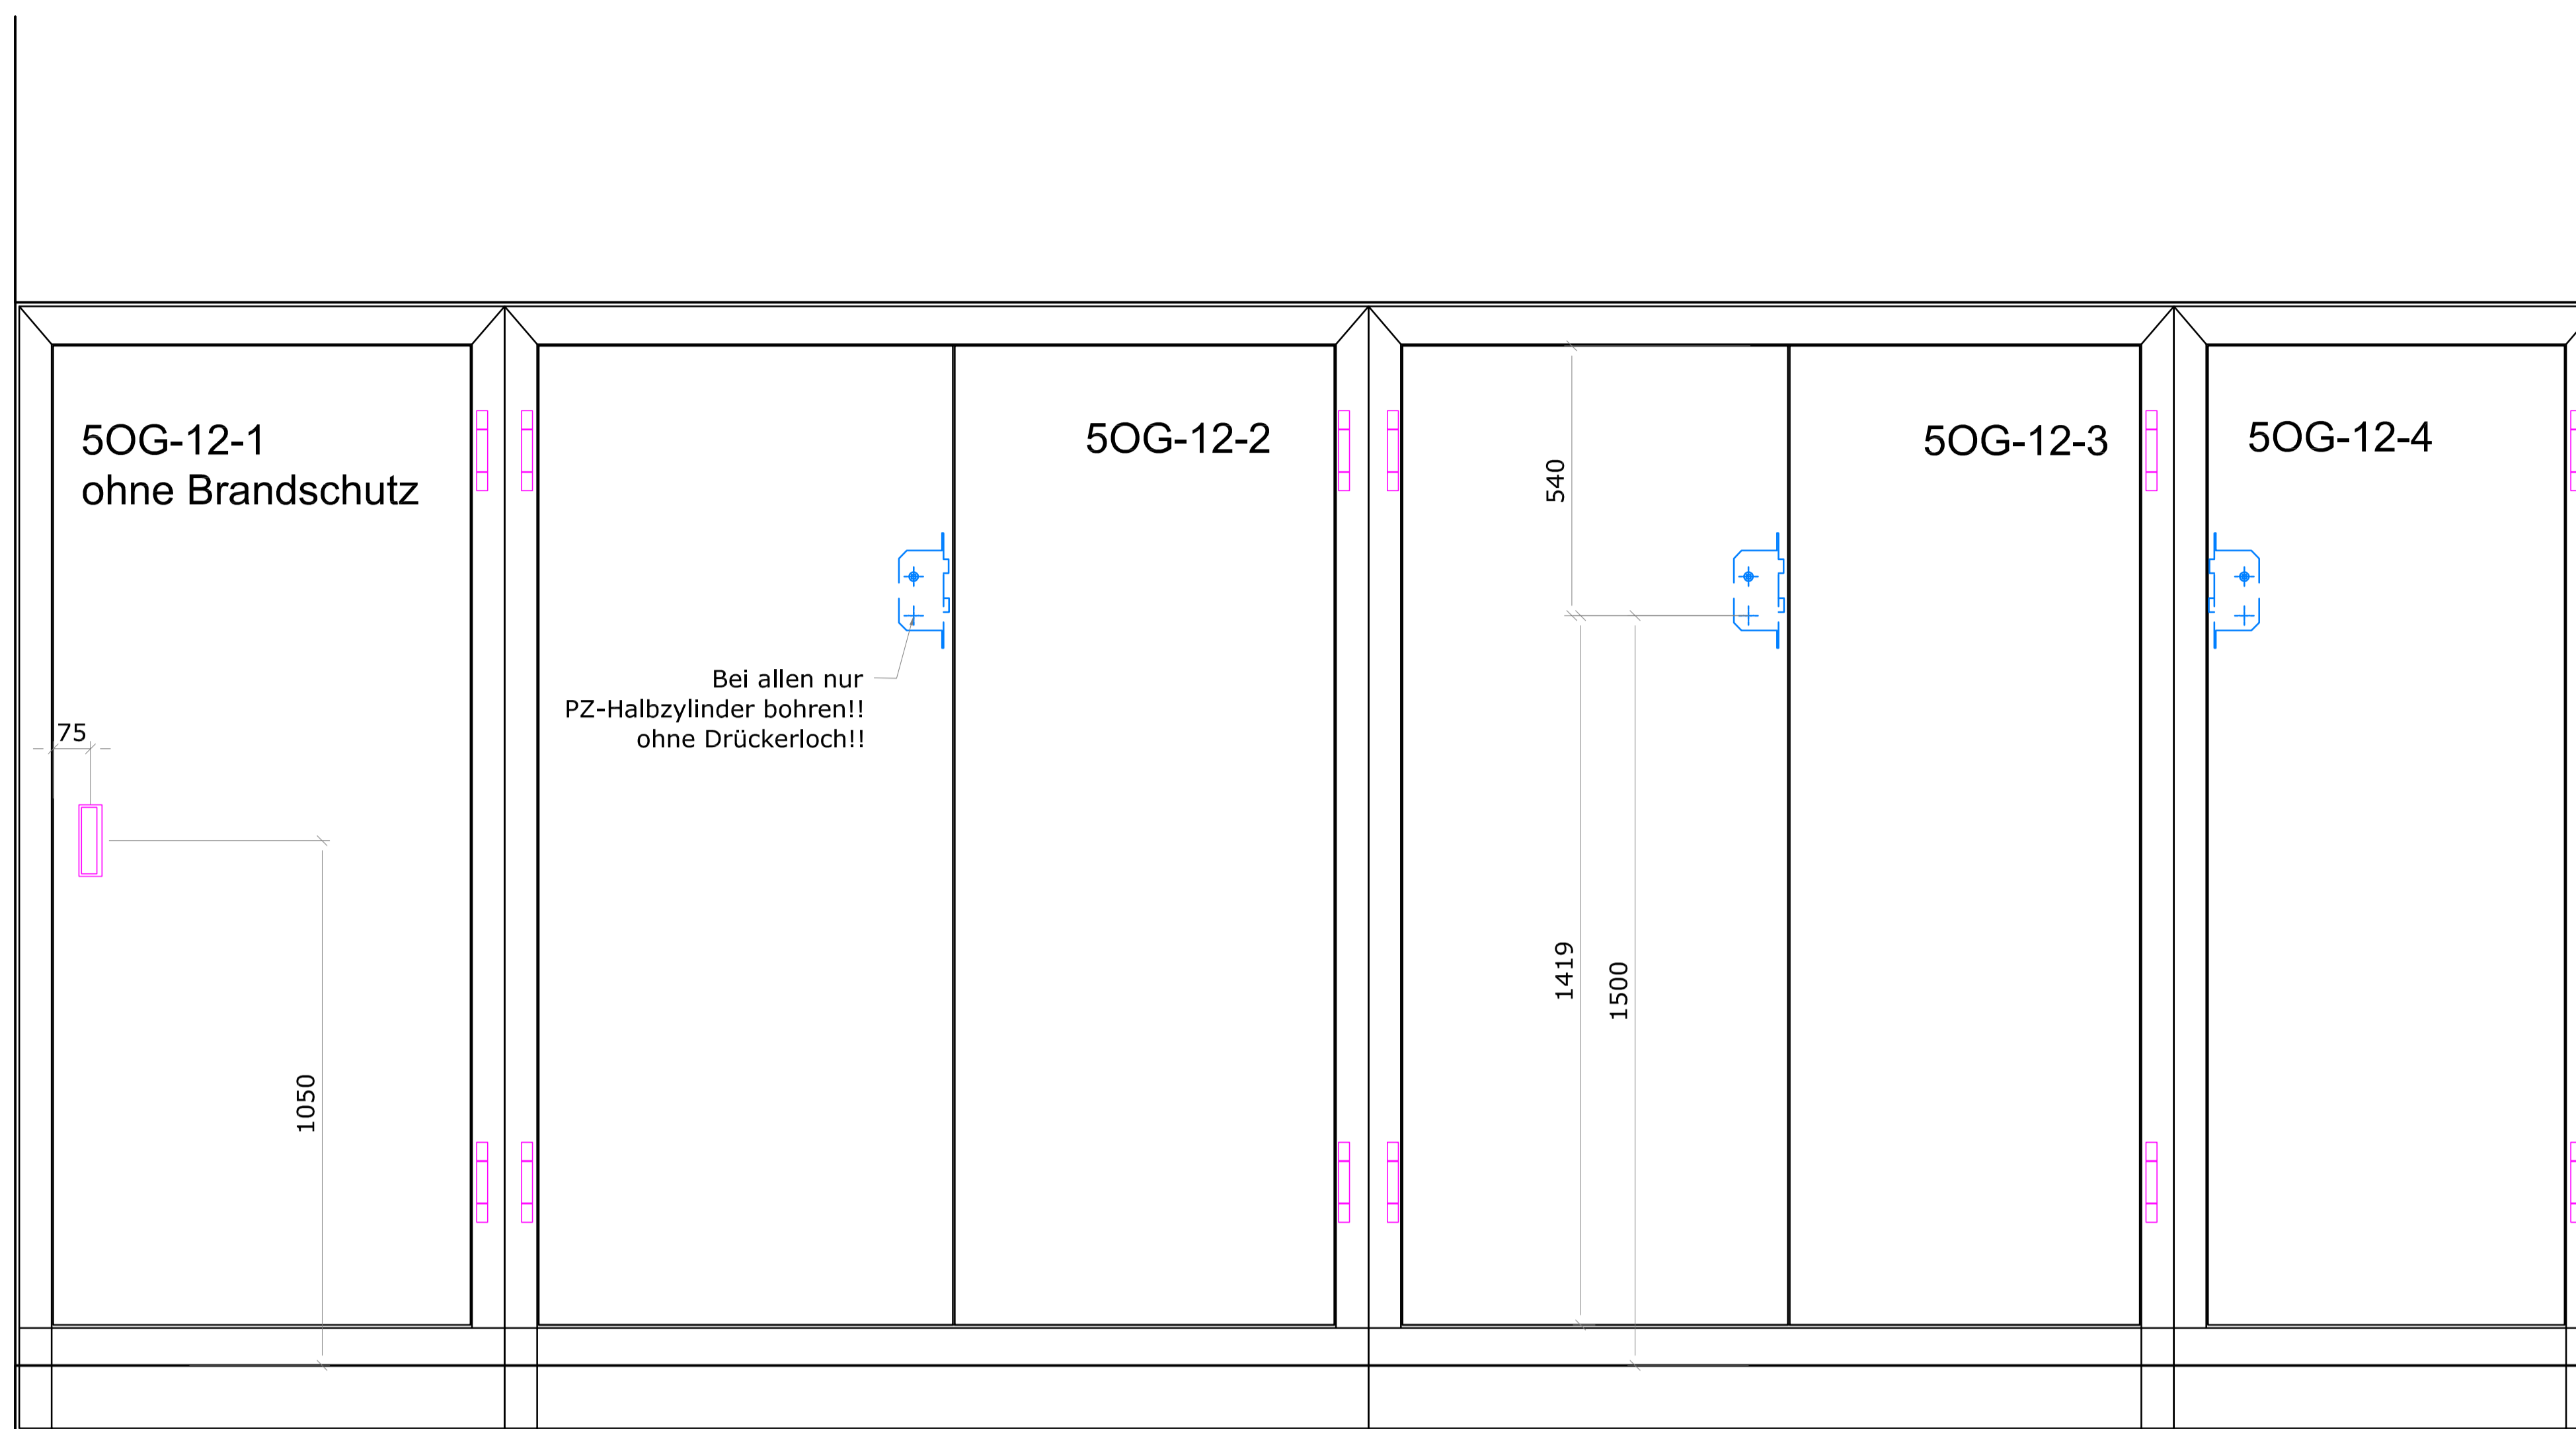 5OG-12-1
ohne Brandschutz
5OG-12-2
5OG-12-3
5OG-12-4
540
Bei allen nur
PZ-Halbzylinder bohren!!
ohne Drückerloch!!
75
1419
1500
1050